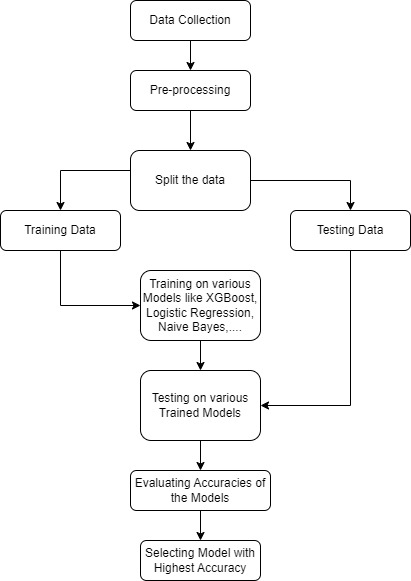 Data Collection
Pre-processing
Split the data
Training Data
Testing Data
Training on various
Models like XGBoost,
Logistic Regression,
Naive Bayes,....
Testing on various
Trained Models
Evaluating Accuracies of
the Models
Selecting Model with
Highest Accuracy